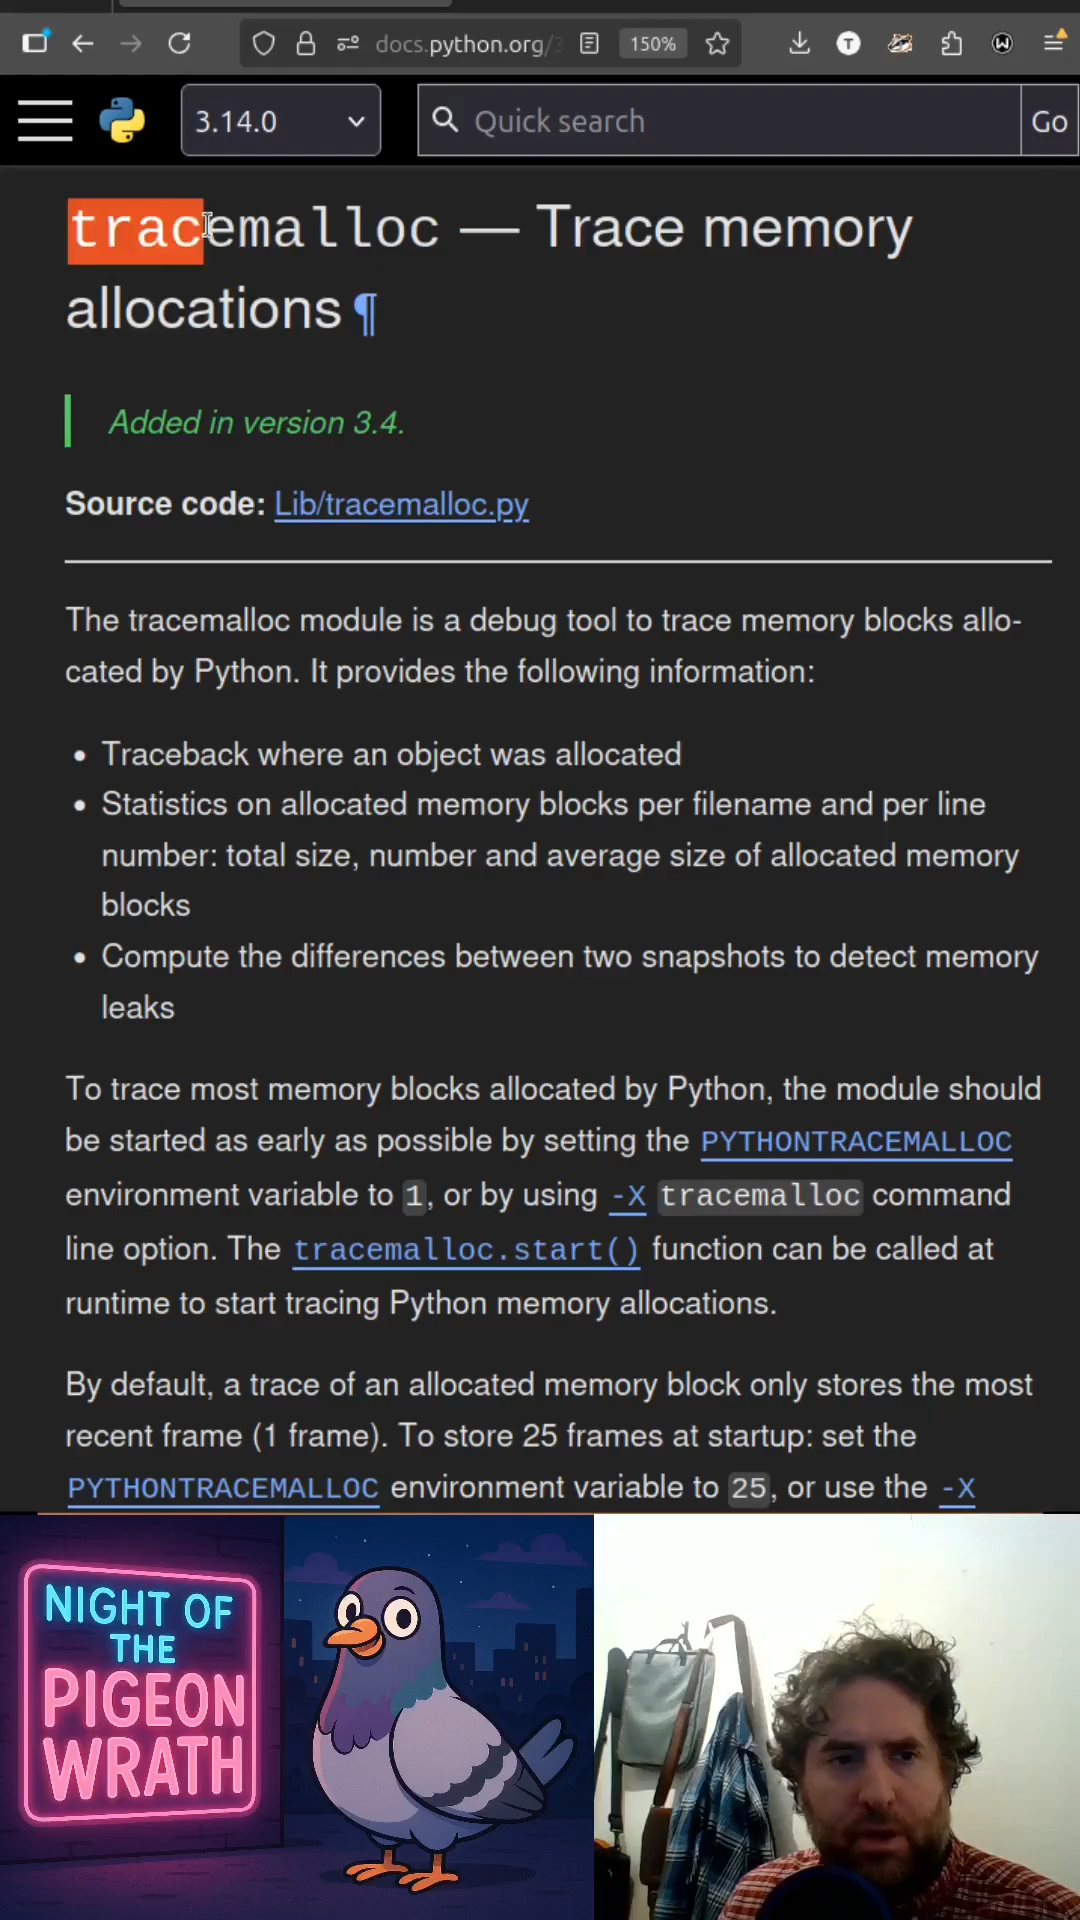 docs.python.org/3
150%
T
W
3.14.0
Quick search
Go
tracemalloc — Trace memory
allocations ¶
Added in version 3.4.
Source code: Lib/tracemalloc.py
The tracemalloc module is a debug tool to trace memory blocks allo-
cated by Python. It provides the following information:
• Traceback where an object was allocated
• Statistics on allocated memory blocks per filename and per line
number: total size, number and average size of allocated memory
blocks
• Compute the differences between two snapshots to detect memory
leaks
To trace most memory blocks allocated by Python, the module should
be started as early as possible by setting the PYTHONTRACEMALLOC
environment variable to 1, or by using -X tracemalloc command
line option. The tracemalloc.start() function can be called at
runtime to start tracing Python memory allocations.
By default, a trace of an allocated memory block only stores the most
recent frame (1 frame). To store 25 frames at startup: set the
PYTHONTRACEMALLOC environment variable to 25, or use the -X
NIGHT OF
THE
PIGEON
WRATH